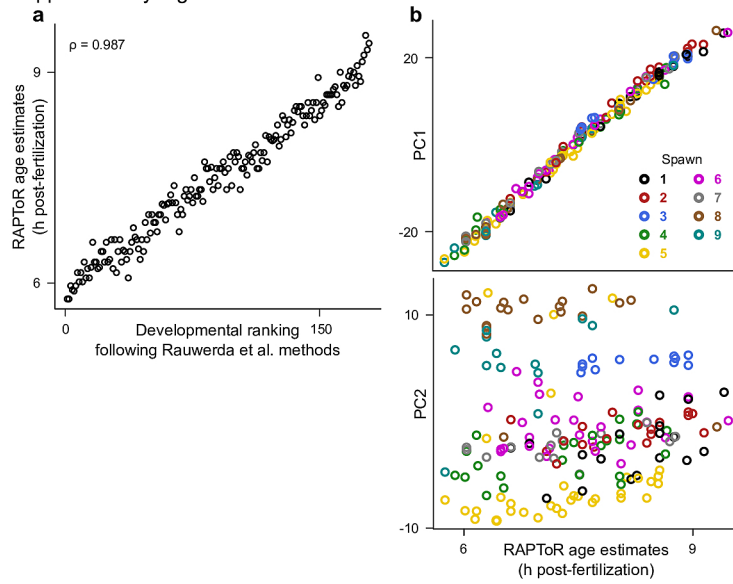 a
ρ = 0.987
9
6
RAPToR age estimates
(h post-fertilization)
0
150
Developmental ranking
following Rauwerda et al. methods
b
20
-20
PC1
Spawn
1
2
3
4
5
6
7
8
9
10
-10
PC2
6
9
RAPToR age estimates
(h post-fertilization)